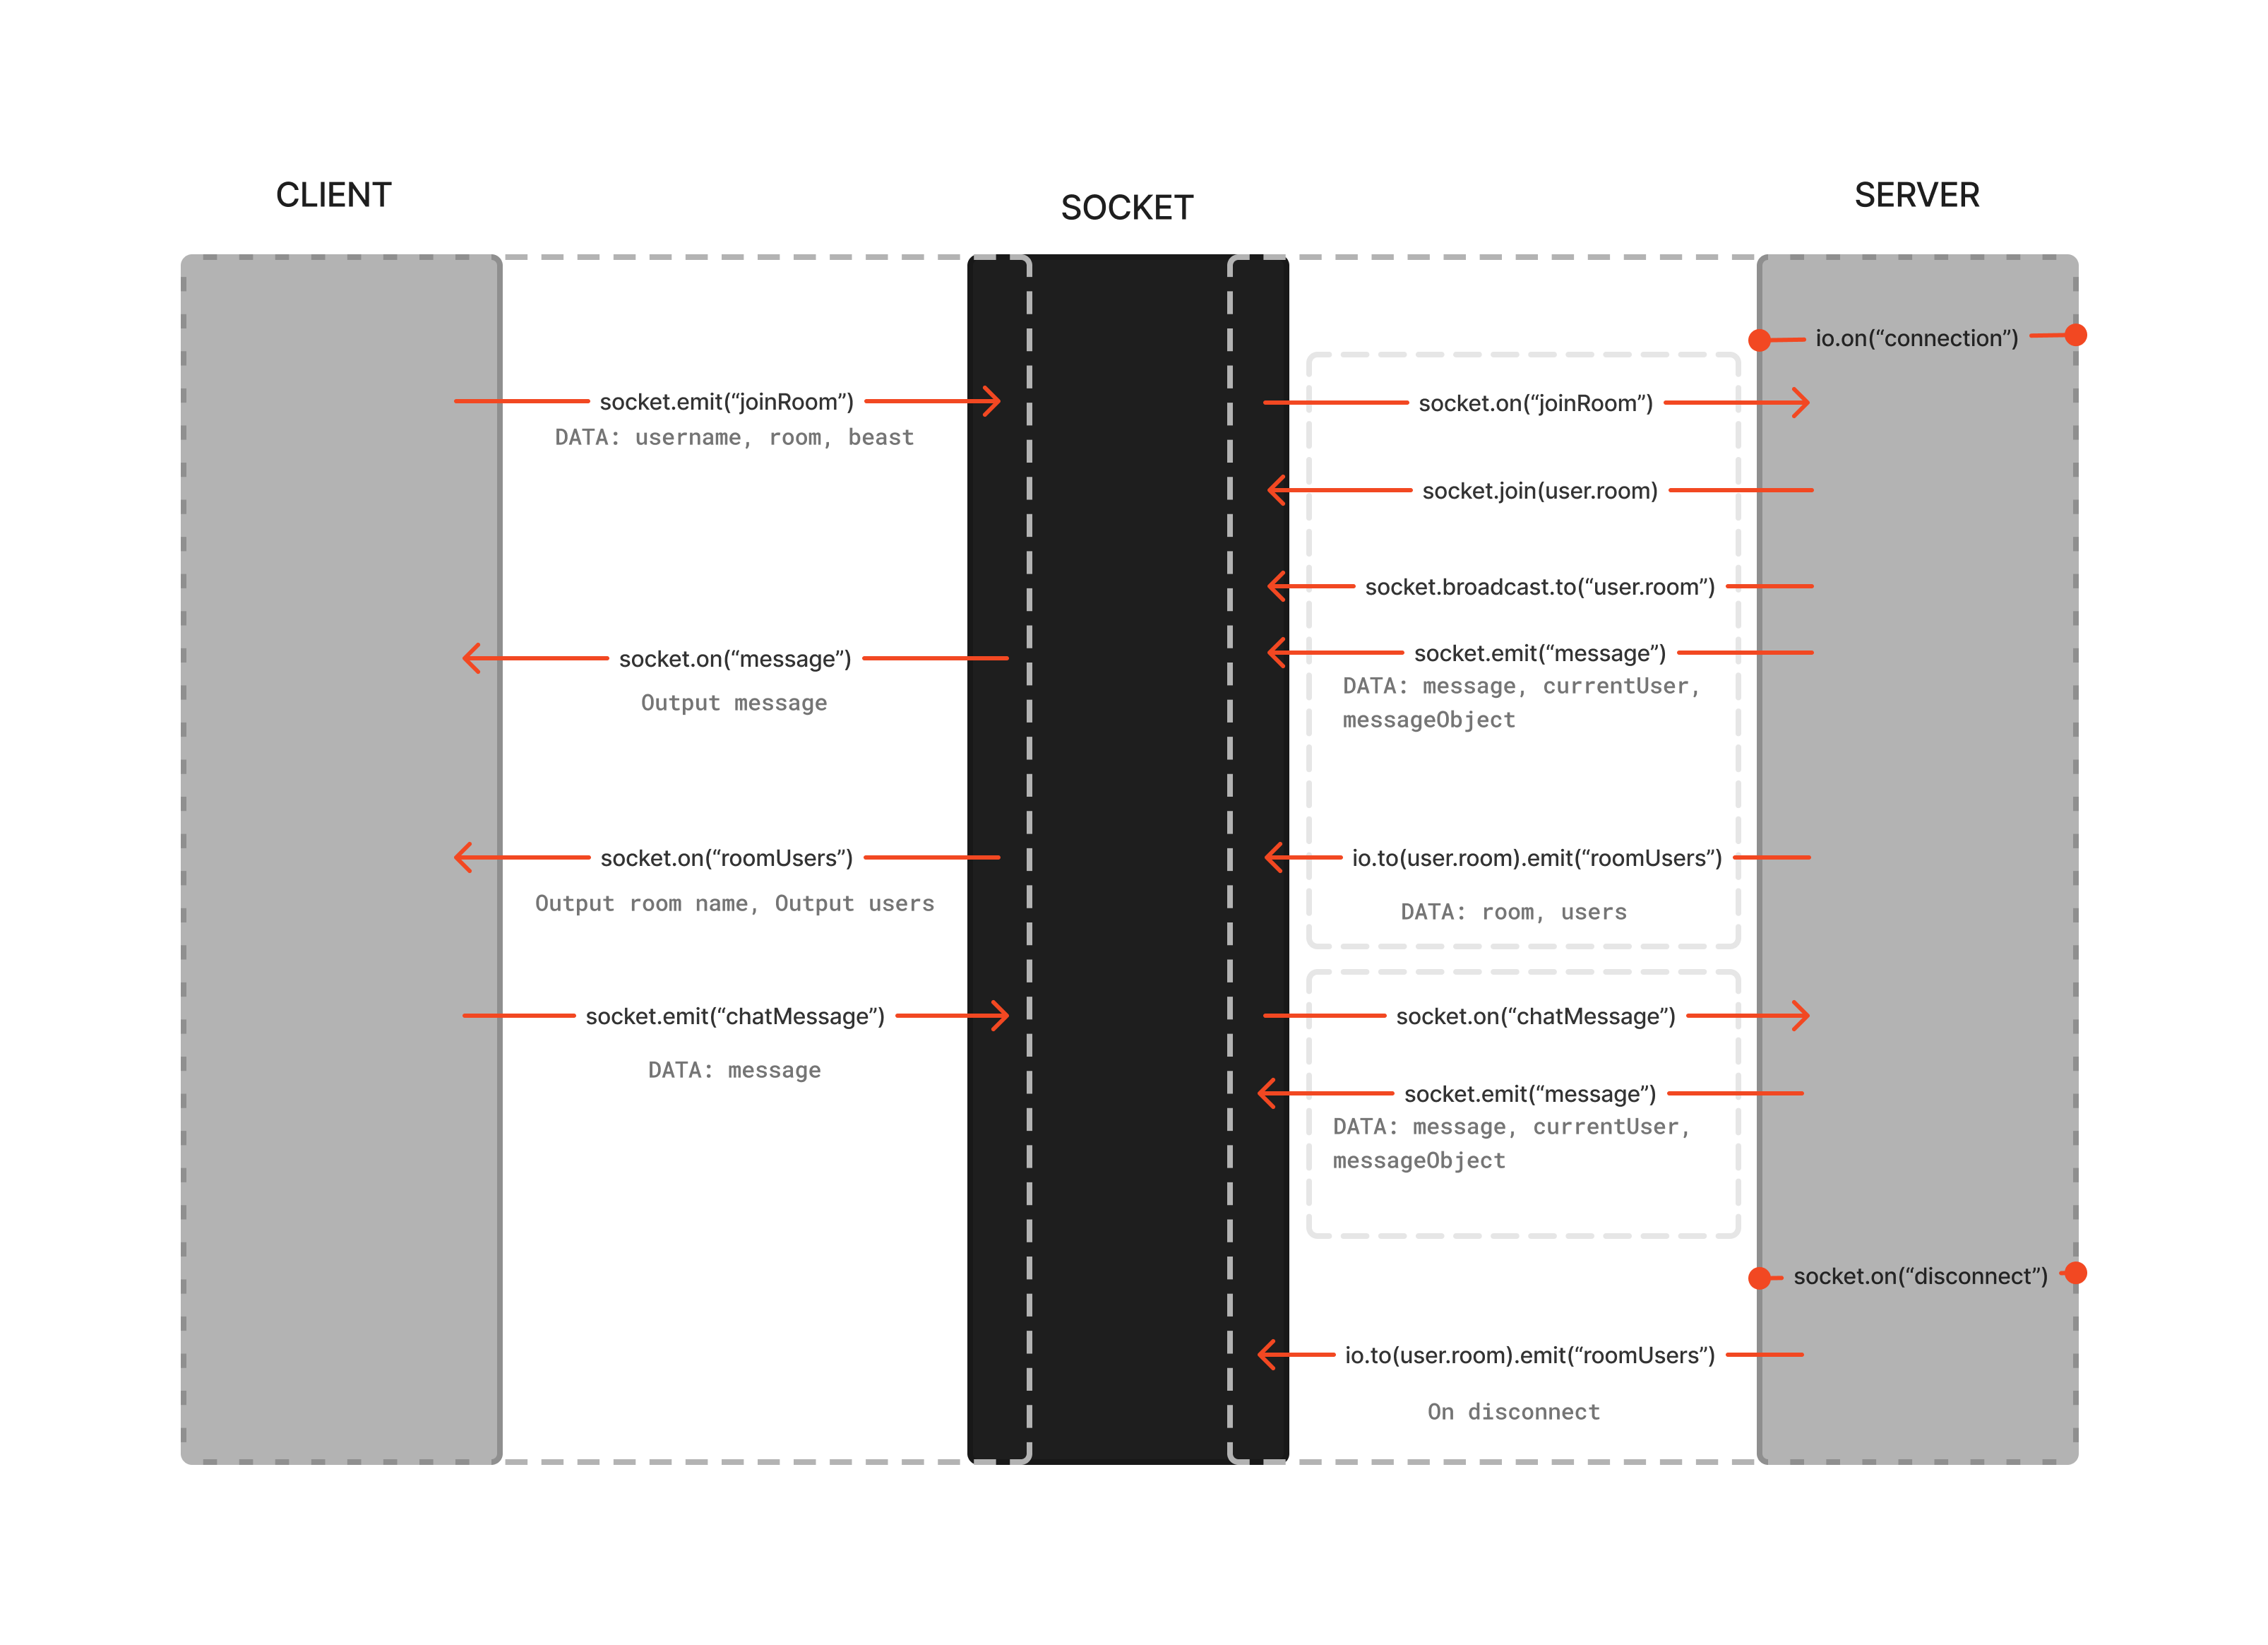 CLIENT
SOCKET
SERVER
io.on(“connection”)
socket.emit(“joinRoom”)
DATA: username, room, beast
socket.on(“joinRoom”)
socket.join(user.room)
socket.broadcast.to(“user.room”)
socket.on(“message”)
Output message
socket.emit(“message”)
DATA: message, currentUser,
messageObject
socket.on(“roomUsers”)
Output room name, Output users
io.to(user.room).emit(“roomUsers”)
DATA: room, users
socket.emit(“chatMessage”)
DATA: message
socket.on(“chatMessage”)
socket.emit(“message”)
DATA: message, currentUser,
messageObject
socket.on(“disconnect”)
io.to(user.room).emit(“roomUsers”)
On disconnect